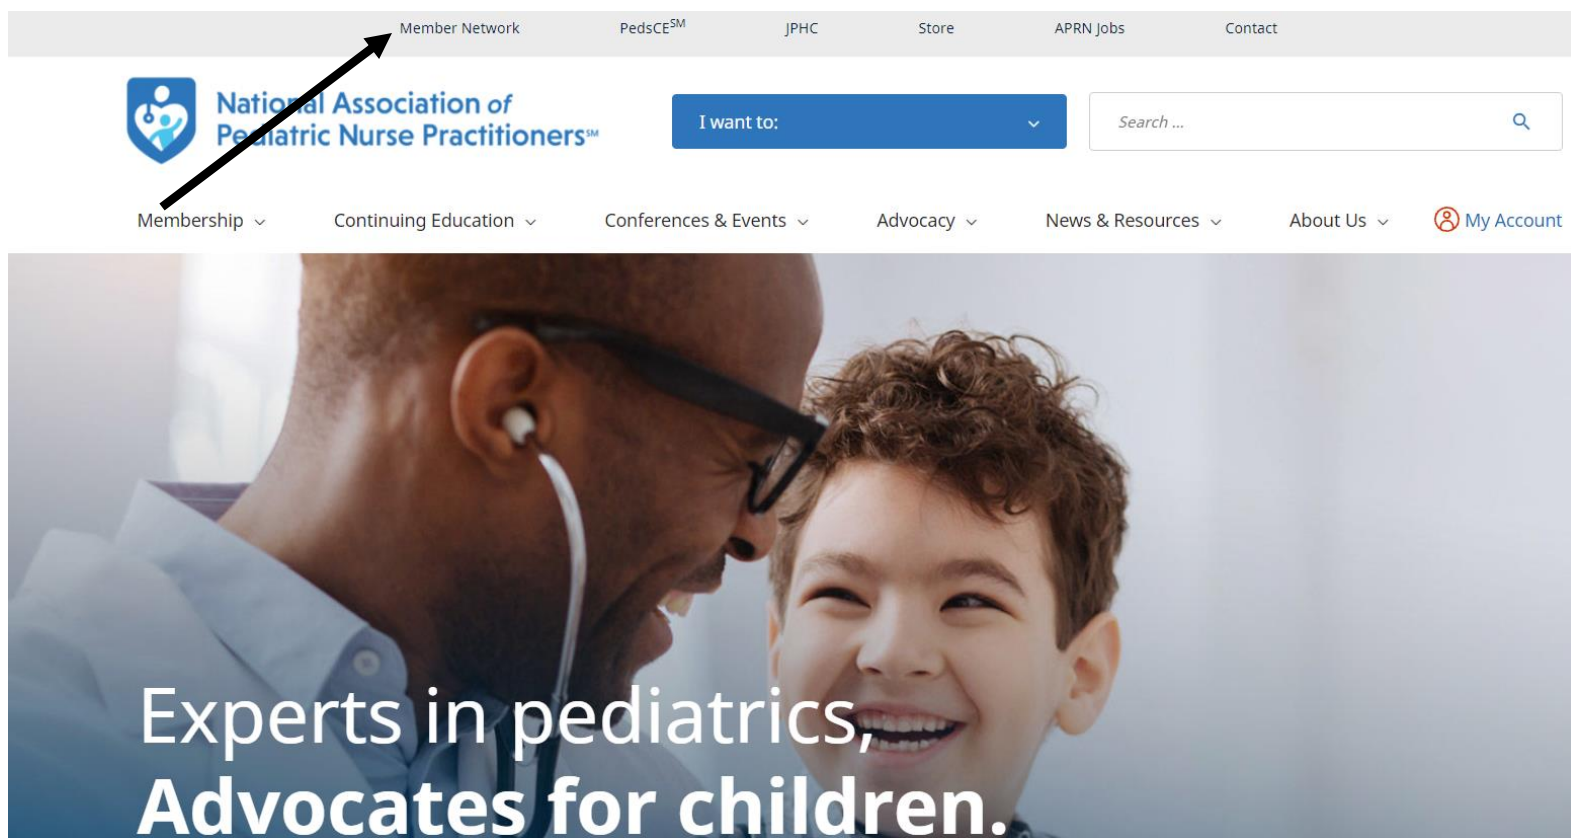 Member Network PedsCE℠ JPHC Store APRN Jobs Contact
National Association of
Pediatric Nurse Practitioners℠
I want to:
Search ...
Membership Continuing Education Conferences & Events Advocacy News & Resources About Us My Account
Experts in pediatrics,
Advocates for children.